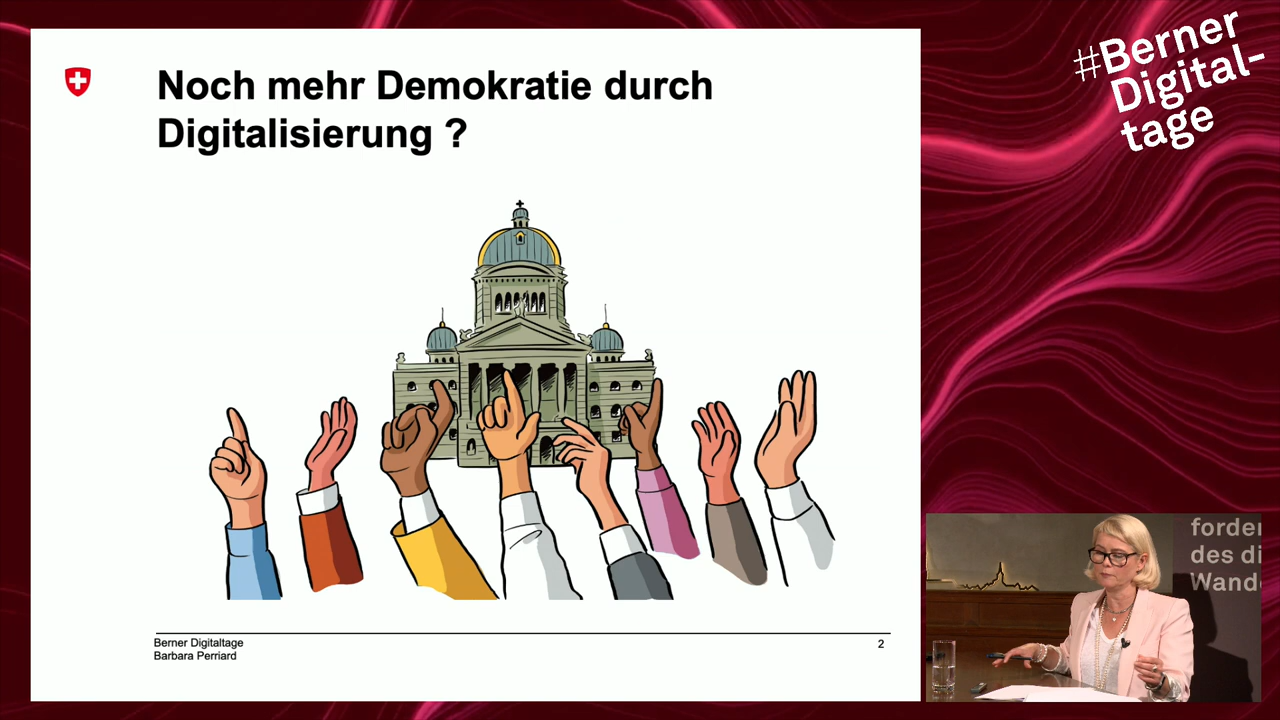 Noch mehr Demokratie durch
Digitalisierung ?
Berner Digitaltage
Barbara Perriard
2
#Berner
Digital-
tage
forder
des di
Wand